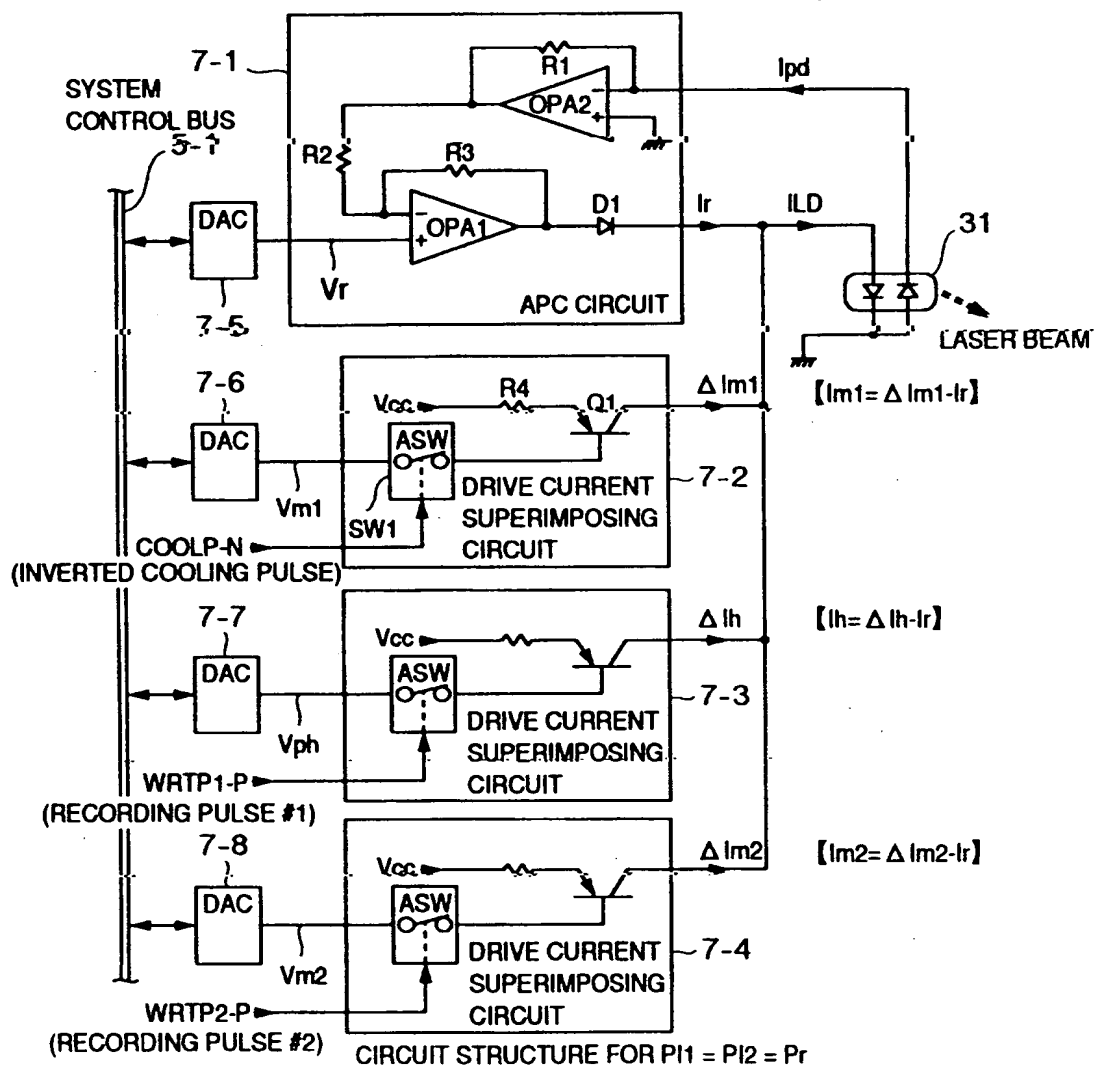 7-1
SYSTEM
CONTROL BUS
5-1
R1
OPA2
−
+
Ipd
R2
R3
−
+
OPA1
D1
Ir
ILD
31
DAC
Vr
7-5
APC CIRCUIT
LASER BEAM
7-6
DAC
Vm1
Vcc
R4
Q1
ASW
SW1
DRIVE CURRENT
SUPERIMPOSING
CIRCUIT
7-2
Δ Im1
【Im1= Δ Im1-Ir】
COOLP-N
(INVERTED COOLING PULSE)
7-7
DAC
Vph
Vcc
ASW
DRIVE CURRENT
SUPERIMPOSING
CIRCUIT
7-3
Δ Ih
【Ih= Δ Ih-Ir】
WRTP1-P
(RECORDING PULSE #1)
7-8
DAC
Vm2
Vcc
ASW
DRIVE CURRENT
SUPERIMPOSING
CIRCUIT
7-4
Δ Im2
【Im2= Δ Im2-Ir】
WRTP2-P
(RECORDING PULSE #2)
CIRCUIT STRUCTURE FOR PI1 = PI2 = Pr